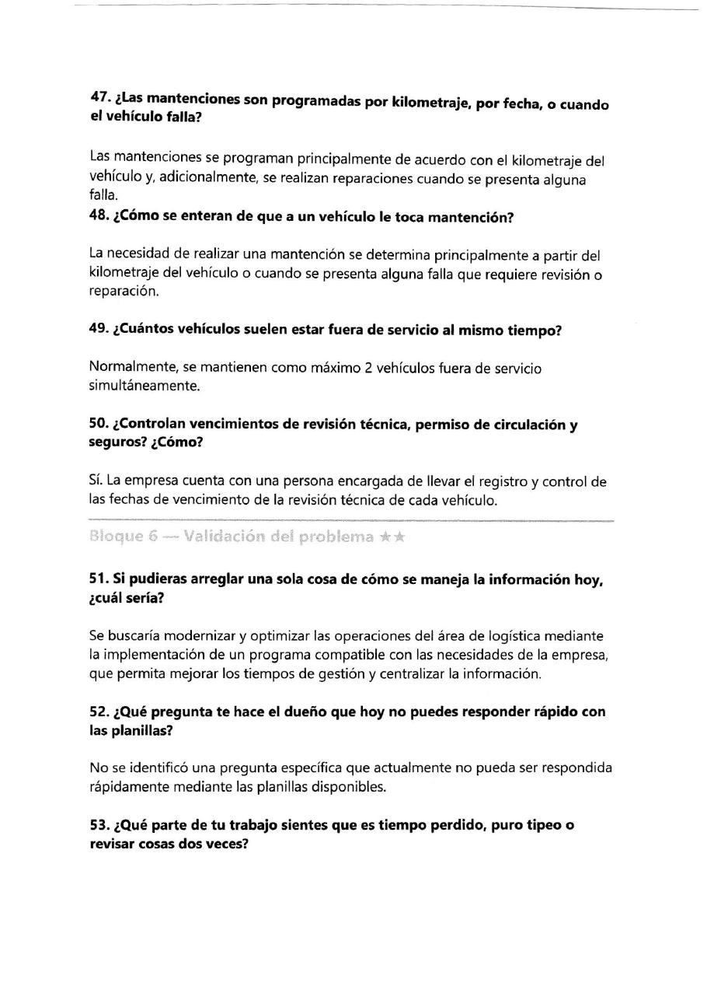 47. ¿Las mantenciones son programadas por kilometraje, por fecha, o cuando
el vehículo falla?
Las mantenciones se programan principalmente de acuerdo con el kilometraje del
vehículo y, adicionalmente, se realizan reparaciones cuando se presenta alguna
falla.
48. ¿Cómo se enteran de que a un vehículo le toca mantención?
La necesidad de realizar una mantención se determina principalmente a partir del
kilometraje del vehículo o cuando se presenta alguna falla que requiere revisión o
reparación.
49. ¿Cuántos vehículos suelen estar fuera de servicio al mismo tiempo?
Normalmente, se mantienen como máximo 2 vehículos fuera de servicio
simultáneamente.
50. ¿Controlan vencimientos de revisión técnica, permiso de circulación y
seguros? ¿Cómo?
Sí. La empresa cuenta con una persona encargada de llevar el registro y control de
las fechas de vencimiento de la revisión técnica de cada vehículo.
Bloque 6 — Validación del problema ★★
51. Si pudieras arreglar una sola cosa de cómo se maneja la información hoy,
¿cuál sería?
Se buscaría modernizar y optimizar las operaciones del área de logística mediante
la implementación de un programa compatible con las necesidades de la empresa,
que permita mejorar los tiempos de gestión y centralizar la información.
52. ¿Qué pregunta te hace el dueño que hoy no puedes responder rápido con
las planillas?
No se identificó una pregunta específica que actualmente no pueda ser respondida
rápidamente mediante las planillas disponibles.
53. ¿Qué parte de tu trabajo sientes que es tiempo perdido, puro tipeo o
revisar cosas dos veces?